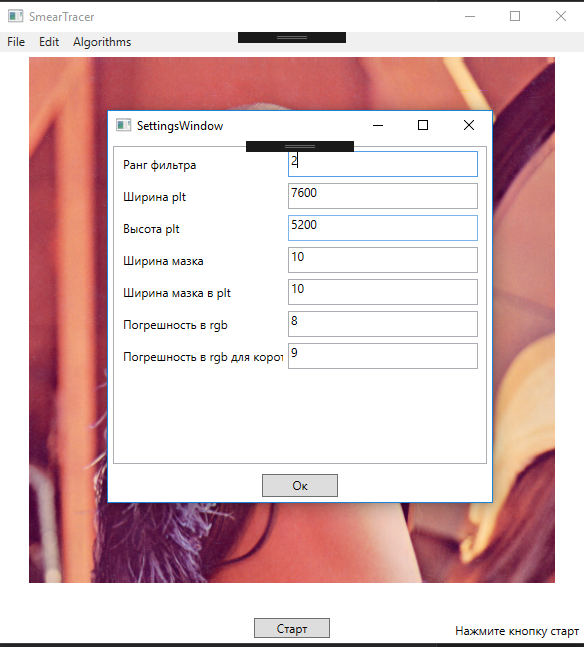 SmearTracer
File Edit Algorithms
SettingsWindow
Ранг фильтра 2
Ширина plt 7600
Высота plt 5200
Ширина мазка 10
Ширина мазка в plt 10
Погрешность в rgb 8
Погрешность в rgb для корот 9
Ок
Старт
Нажмите кнопку старт